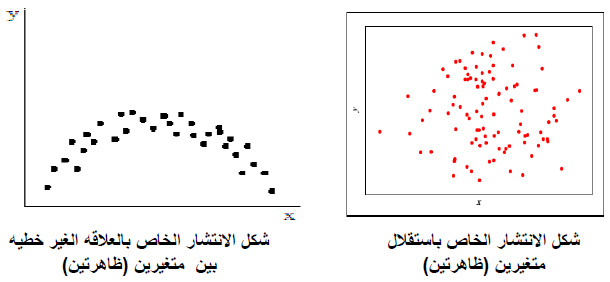 y
x
y
x
شكل الانتشار الخاص باستقلال
متغيرين (ظاهرتين)
شكل الانتشار الخاص بالعلاقه الغير خطيه
بين متغيرين (ظاهرتين)